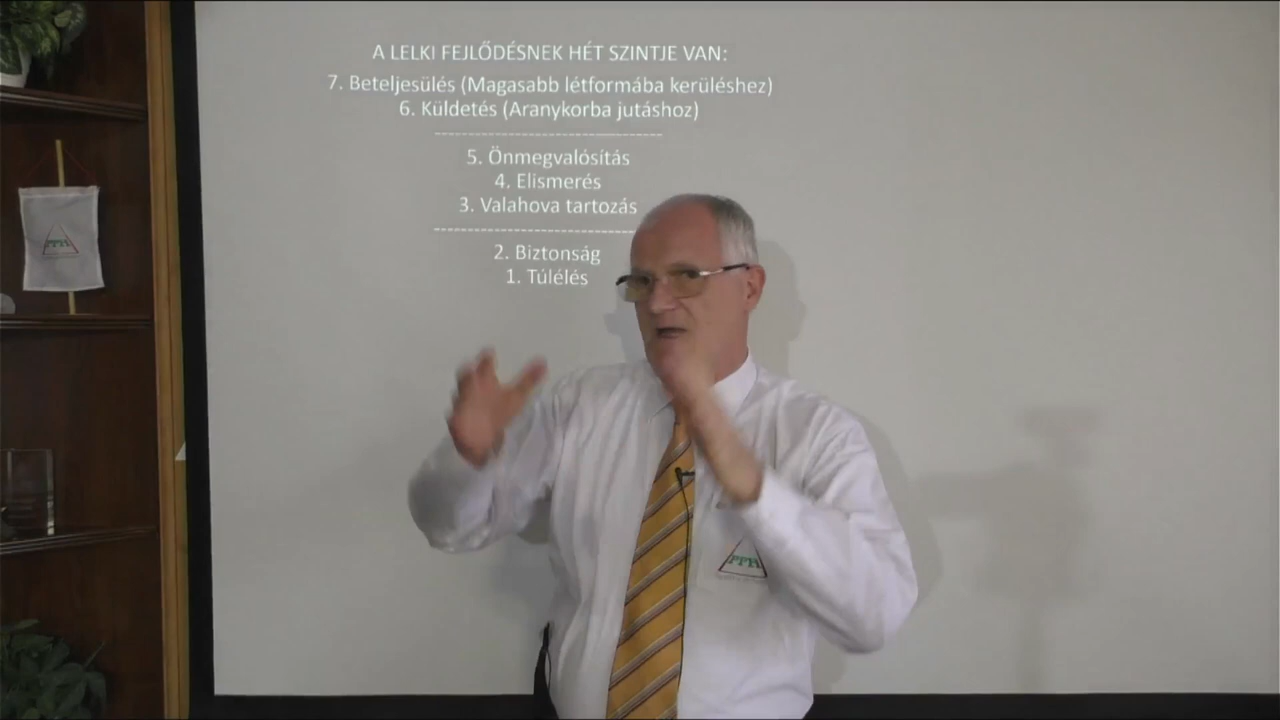 A LELKI FEJLŐDÉSNEK HÉT SZINTJE VAN:
7. Beteljesülés (Magasabb létformába kerüléshez)
6. Küldetés (Aranykorba jutáshoz)
5. Önmegvalósítás
4. Elismerés
3. Valahova tartozás
2. Biztonság
1. Túlélés